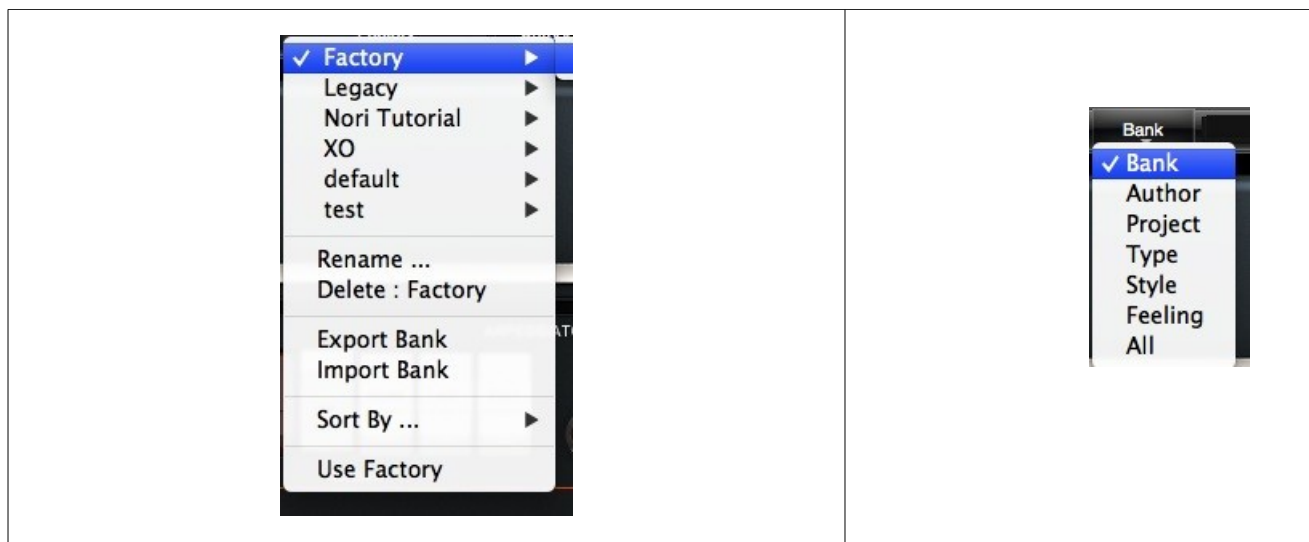 ✓ Factory
Legacy
Nori Tutorial
XO
default
test
Rename ...
Delete : Factory
Export Bank
Import Bank
Sort By ...
Use Factory
Bank
✓ Bank
Author
Project
Type
Style
Feeling
All